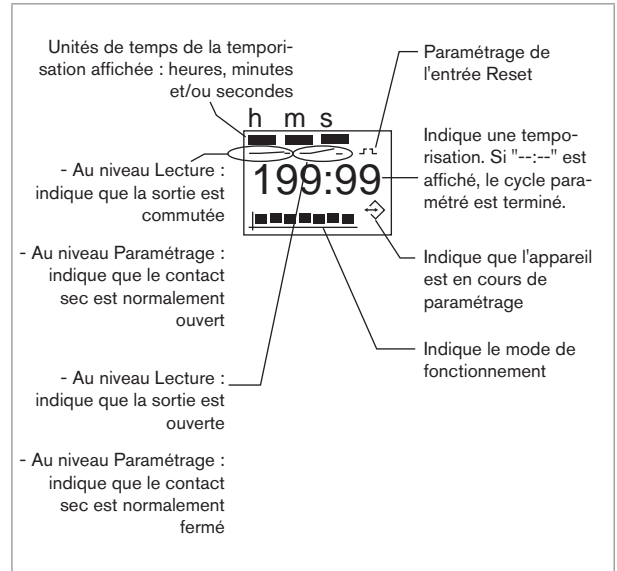 Unités de temps de la tempori-
sation affichée : heures, minutes
et/ou secondes
Paramétrage de
l'entrée Reset
h m s
199:99
Indique une tempo-
risation. Si "--:--" est
affiché, le cycle para-
métré est terminé.
- Au niveau Lecture :
indique que la sortie est
commutée
- Au niveau Paramétrage :
indique que le contact
sec est normalement
ouvert
Indique que l'appareil
est en cours de
paramétrage
Indique le mode de
fonctionnement
- Au niveau Lecture :
indique que la sortie est
ouverte
- Au niveau Paramétrage :
indique que le contact
sec est normalement
fermé